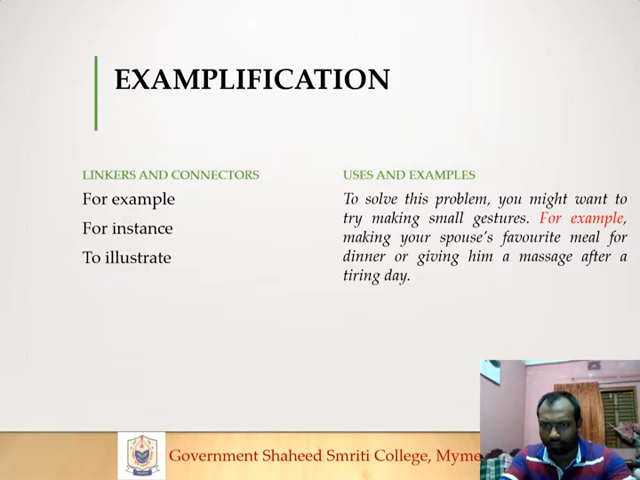 EXAMPLIFICATION
LINKERS AND CONNECTORS
For example
For instance
To illustrate
USES AND EXAMPLES
To solve this problem, you might want to
try making small gestures. For example,
making your spouse's favourite meal for
dinner or giving him a massage after a
tiring day.
Government Shaheed Smriti College, Myme